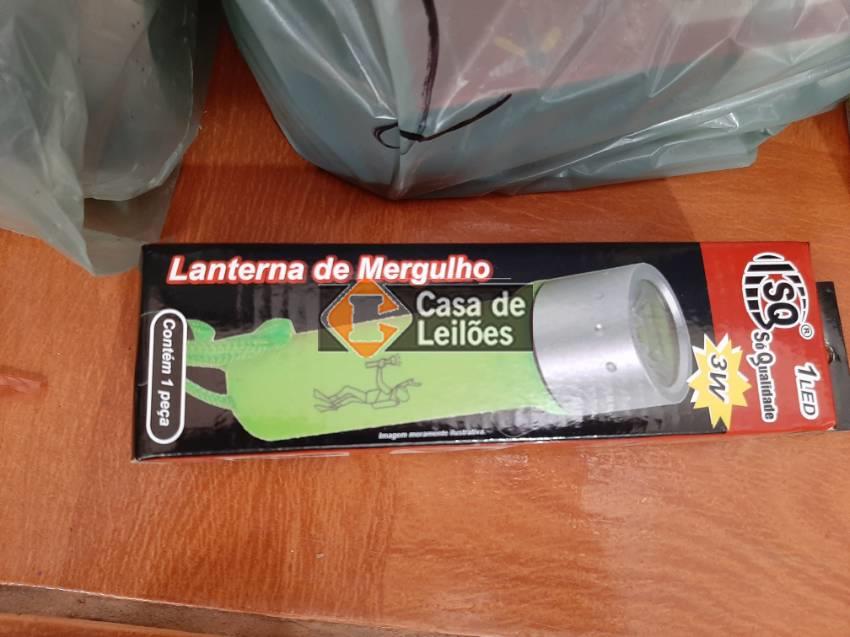 Lanterna de Mergulho
Casa de
Leilões
Contém 1 peça
Imagem meramente ilustrativa.
3W
SQ
®
Só Qualidade
1 LED